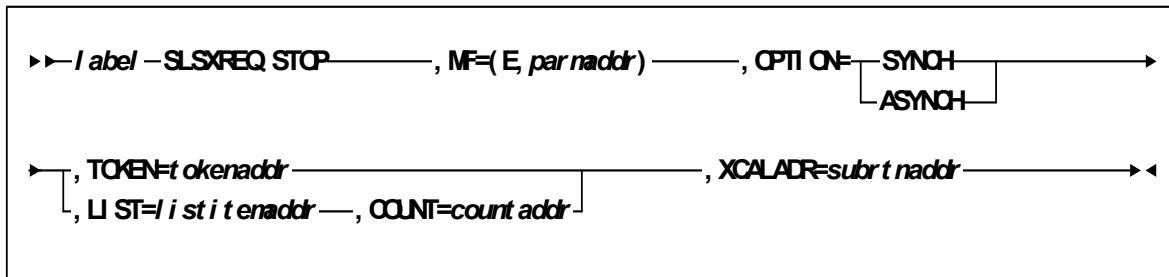 label SLSXREQ STOP , MF=(E, parmaddr) , OPTION= SYNCH
ASYNCH
, TOKEN=tokenaddr , XCALADR=subrtnaddr
, LIST=listitemaddr , COUNT=countaddr